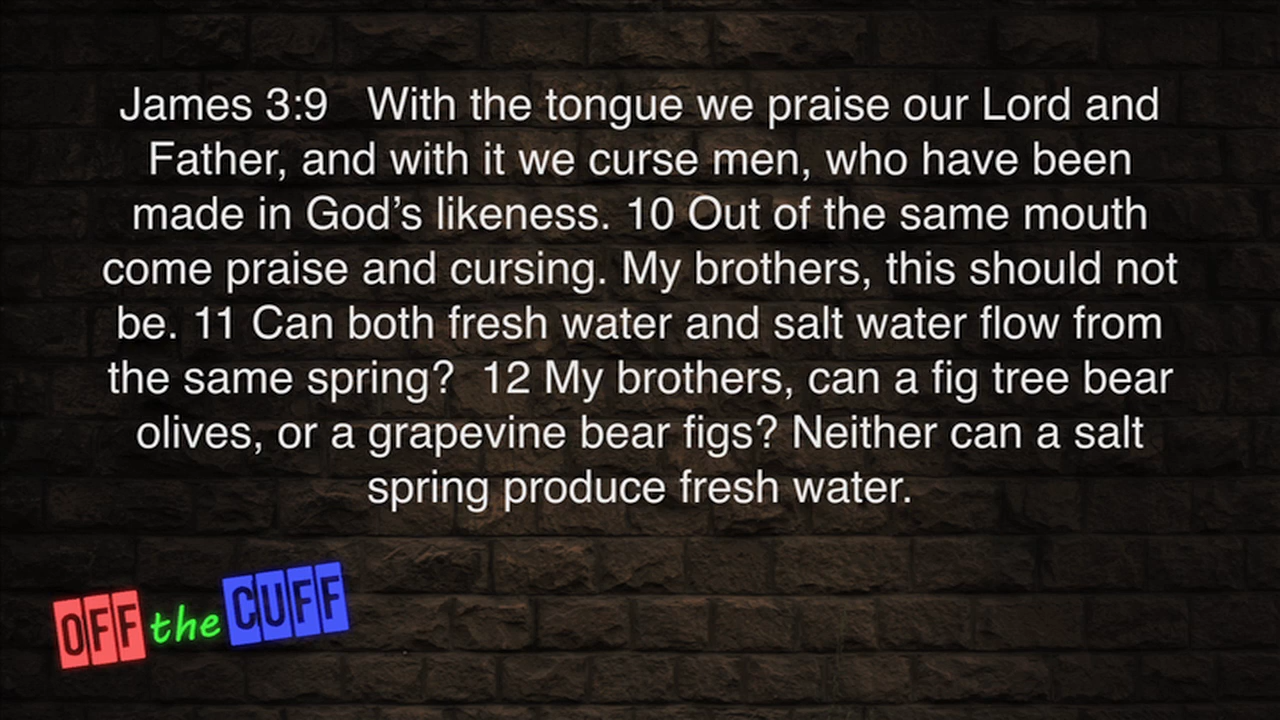 James 3:9   With the tongue we praise our Lord and
Father, and with it we curse men, who have been
made in God’s likeness. 10 Out of the same mouth
come praise and cursing. My brothers, this should not
be. 11 Can both fresh water and salt water flow from
the same spring?  12 My brothers, can a fig tree bear
olives, or a grapevine bear figs? Neither can a salt
spring produce fresh water.
OFF the CUFF